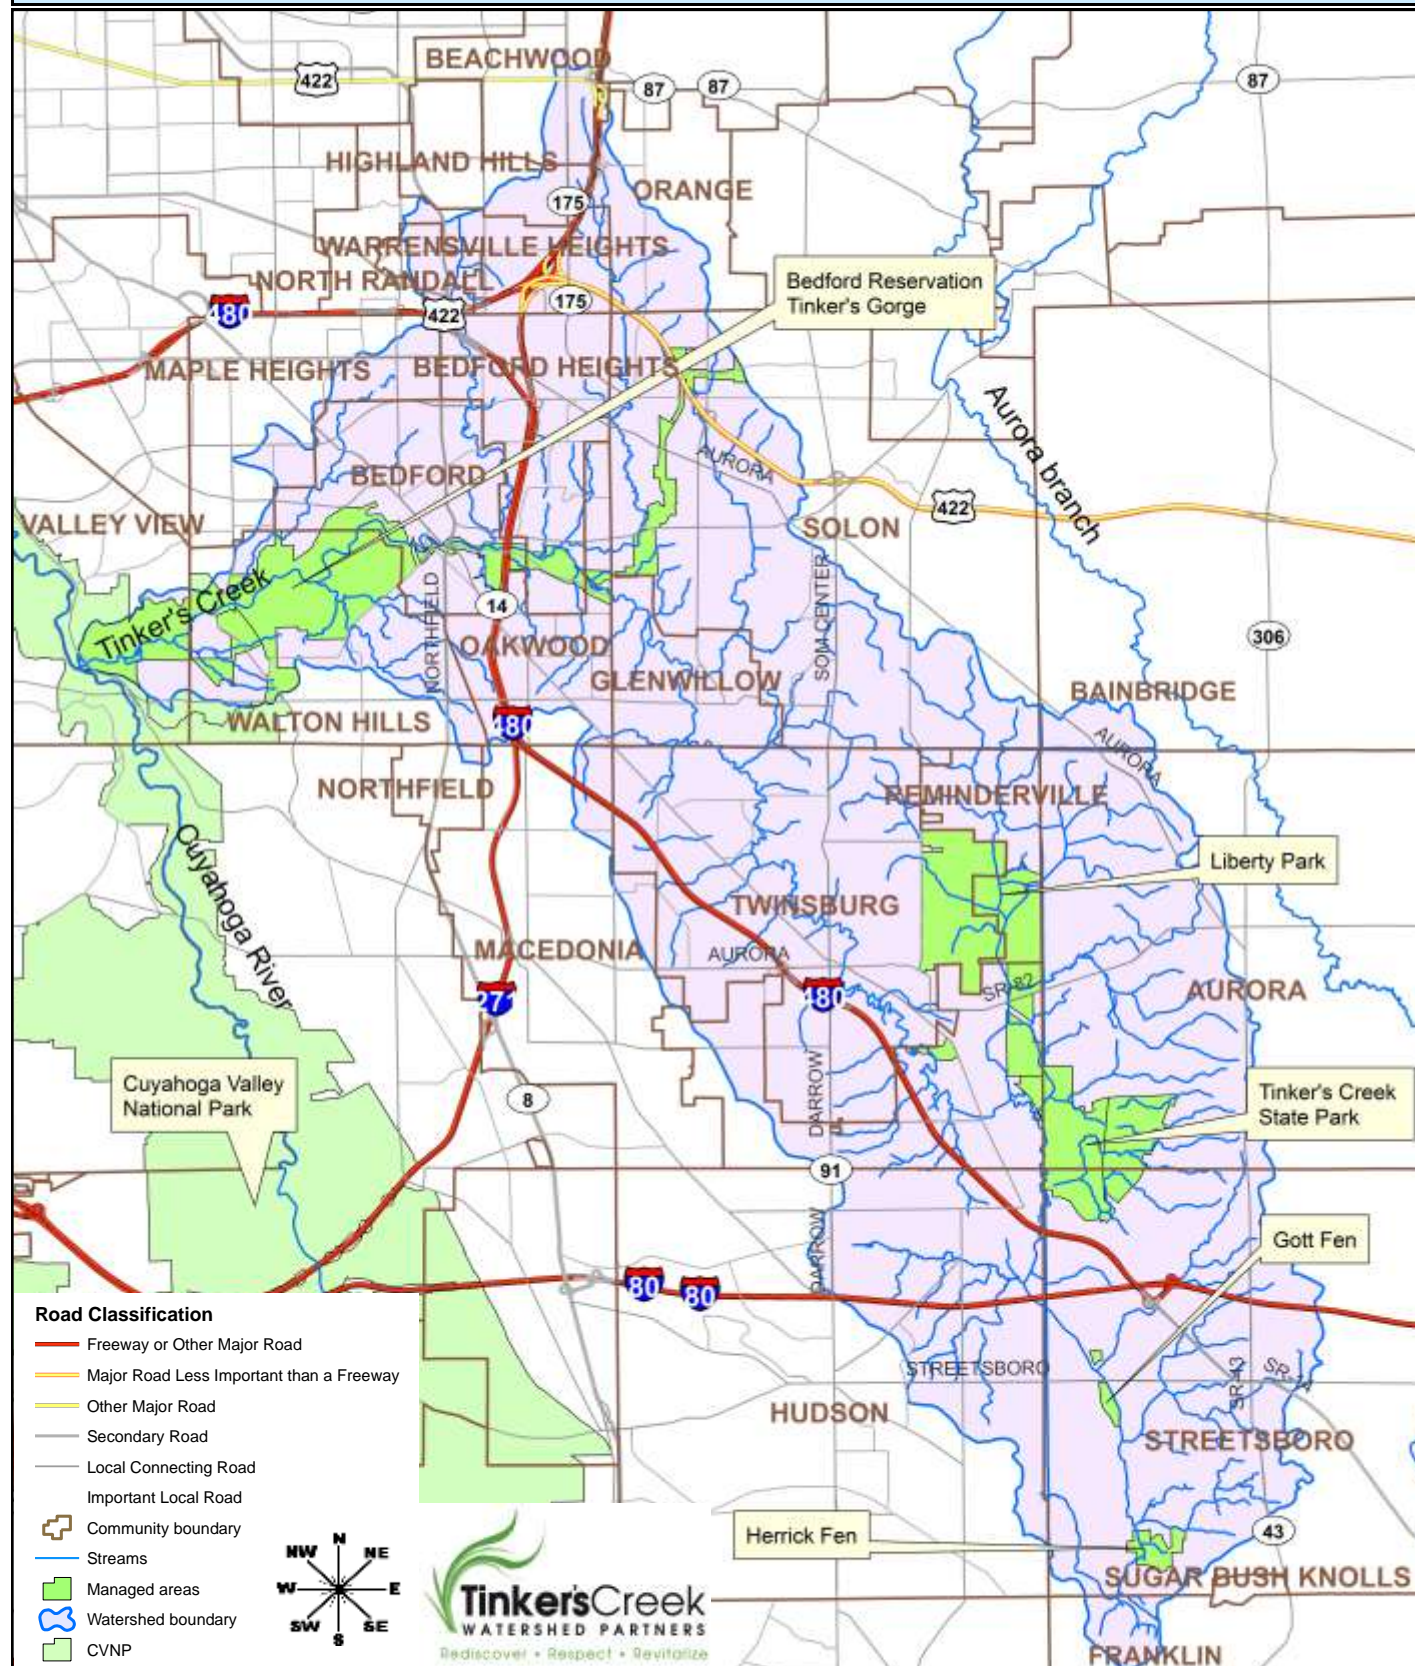 BEACHWOOD
422
87
87
87
HIGHLAND HILLS
175
ORANGE
WARRENSVILLE HEIGHTS
NORTH RANDALL
Bedford Reservation
Tinker's Gorge
480
422
175
MAPLE HEIGHTS
BEDFORD HEIGHTS
Aurora branch
AURORA
BEDFORD
422
VALLEY VIEW
SOLON
Tinker's Creek
NORTHFIELD
14
SOM CENTER
306
OAKWOOD
GLENWILLOW
BAINBRIDGE
WALTON HILLS
480
AURORA
NORTHFIELD
REMINDERVILLE
Cuyahoga River
Liberty Park
TWINSBURG
MACEDONIA
AURORA
271
480
SR-82
AURORA
Cuyahoga Valley
National Park
8
DARROW
Tinker's Creek
State Park
91
DARROW
Gott Fen
80
80
STREETSBORO
SR-43
SR-14
HUDSON
STREETSBORO
Herrick Fen
43
SUGAR BUSH KNOLLS
FRANKLIN
Road Classification
Freeway or Other Major Road
Major Road Less Important than a Freeway
Other Major Road
Secondary Road
Local Connecting Road
Important Local Road
Community boundary
Streams
Managed areas
Watershed boundary
CVNP
N
NW NE
W E
SW SE
S
Tinker'sCreek
WATERSHED PARTNERS
Rediscover • Respect • Revitalize